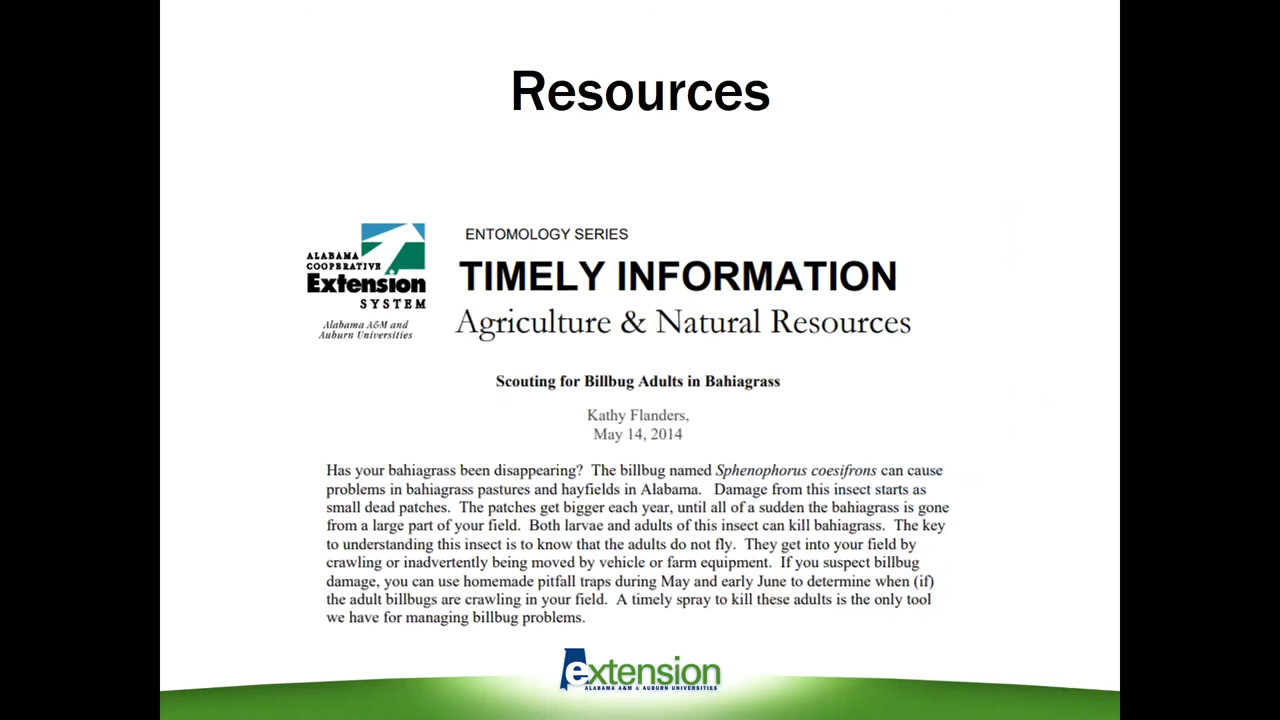 Resources
ALABAMA
COOPERATIVE
Extension
SYSTEM
Alabama A&M and
Auburn Universities
ENTOMOLOGY SERIES
TIMELY INFORMATION
Agriculture & Natural Resources
Scouting for Billbug Adults in Bahiagrass
Kathy Flanders,
May 14, 2014
Has your bahiagrass been disappearing? The billbug named Sphenophorus coesifrons can cause
problems in bahiagrass pastures and hayfields in Alabama. Damage from this insect starts as
small dead patches. The patches get bigger each year, until all of a sudden the bahiagrass is gone
from a large part of your field. Both larvae and adults of this insect can kill bahiagrass. The key
to understanding this insect is to know that the adults do not fly. They get into your field by
crawling or inadvertently being moved by vehicle or farm equipment. If you suspect billbug
damage, you can use homemade pitfall traps during May and early June to determine when (if)
the adult billbugs are crawling in your field. A timely spray to kill these adults is the only tool
we have for managing billbug problems.
extension
ALABAMA A&M & AUBURN UNIVERSITIES